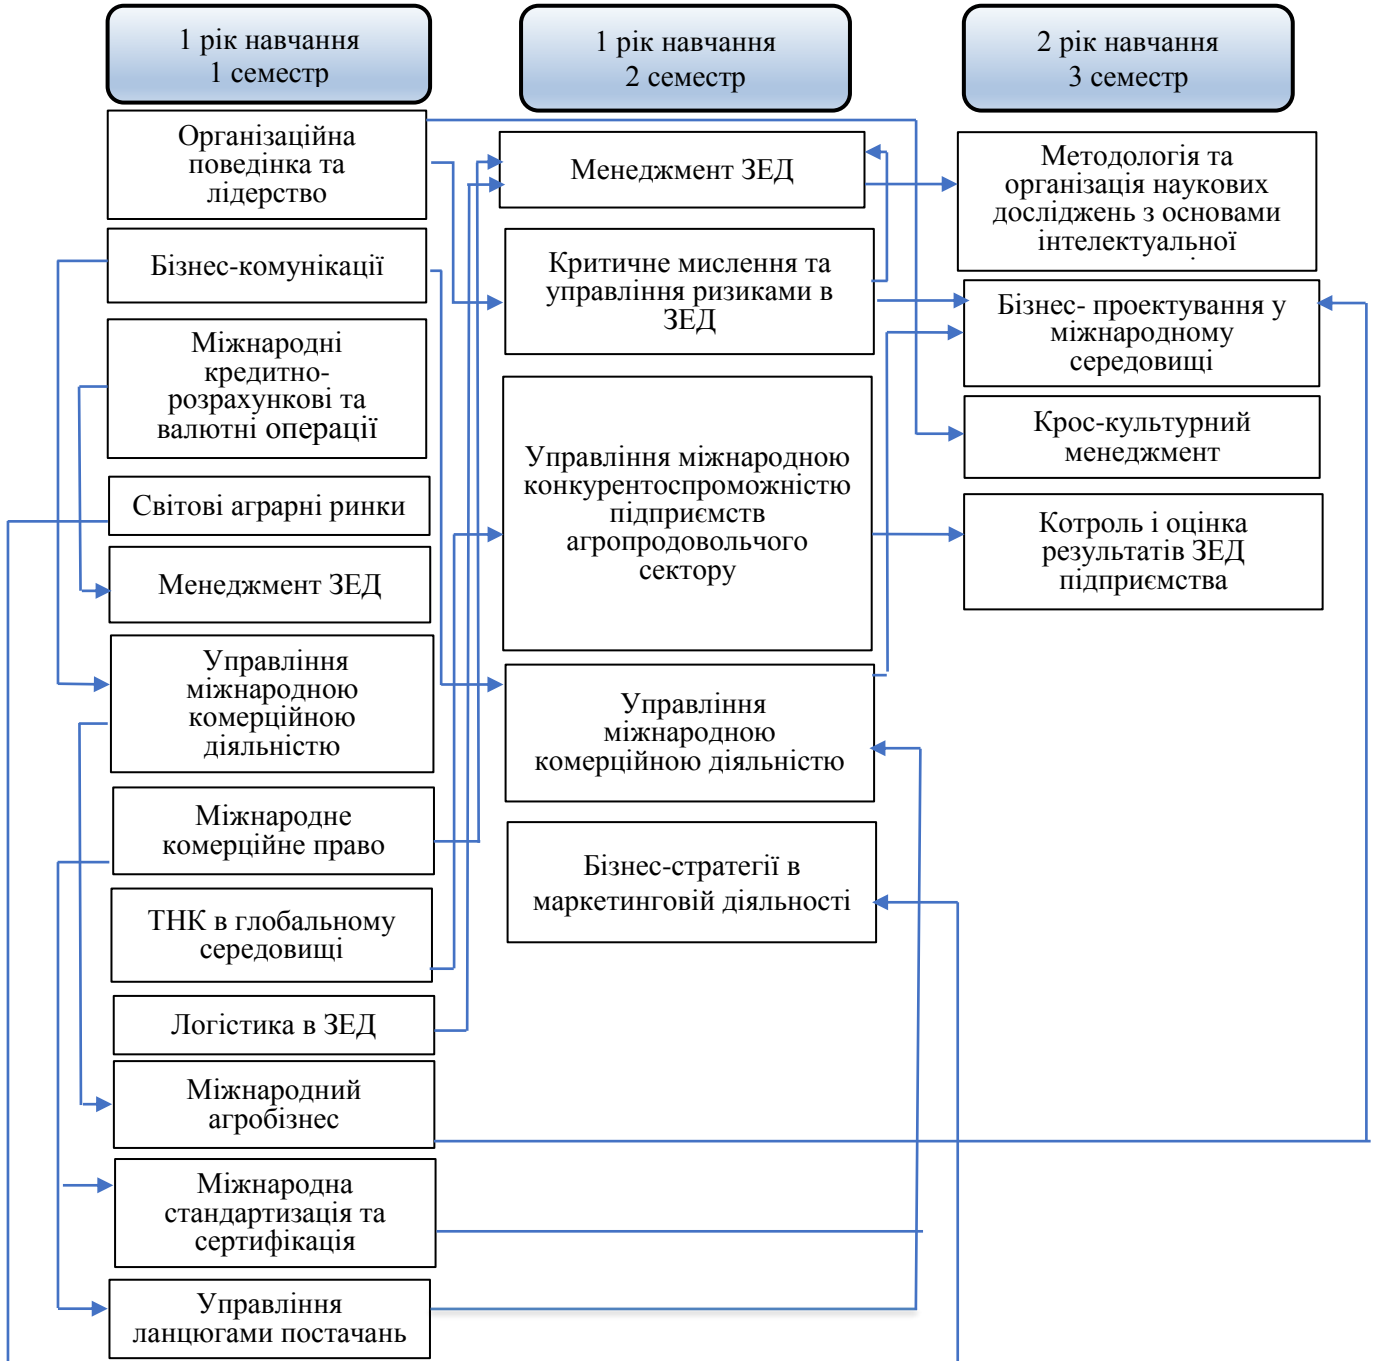 1 рік навчання
1 семестр
Організаційна
поведінка та
лідерство
Бізнес-комунікації
Міжнародні
кредитно-
розрахункові та
валютні операції
Світові аграрні ринки
Менеджмент ЗЕД
Управління
міжнародною
комерційною
діяльністю
Міжнародне
комерційне право
ТНК в глобальному
середовищі
Логістика в ЗЕД
Міжнародний
агробізнес
Міжнародна
стандартизація та
сертифікація
Управління
ланцюгами постачань
1 рік навчання
2 семестр
Менеджмент ЗЕД
Критичне мислення та
управління ризиками в
ЗЕД
Управління міжнародною
конкурентоспроможністю
підприємств
агропродовольчого
сектору
Управління
міжнародною
комерційною діяльністю
Бізнес-стратегії в
маркетинговій діяльності
2 рік навчання
3 семестр
Методологія та
організація наукових
досліджень з основами
інтелектуальної
Бізнес- проектування у
міжнародному
середовищі
Крос-культурний
менеджмент
Котроль і оцінка
результатів ЗЕД
підприємства